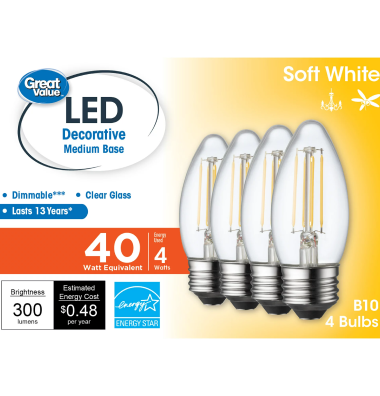 Great
Value
LED
Decorative
Medium Base
Soft White
• Dimmable*** • Clear Glass
• Lasts 13 Years*
40
Watt Equivalent
Energy
Used
4
Watts
Brightness
300
lumens
Estimated
Energy Cost
$0.48
per year
energy
ENERGY STAR
B10
4 Bulbs